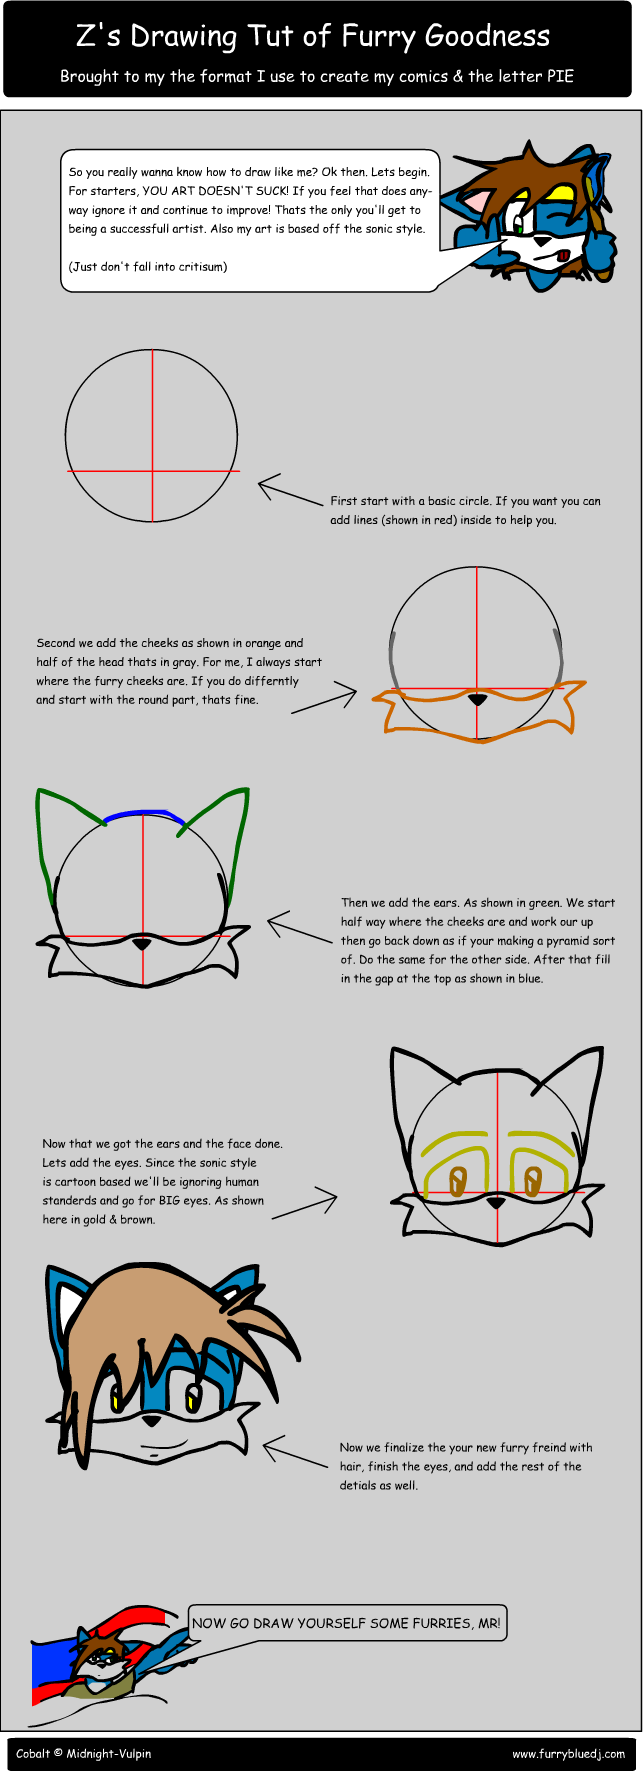 Z's Drawing Tut of Furry Goodness
Brought to my the format I use to create my comics & the letter PIE
So you really wanna know how to draw like me? Ok then. Lets begin.
For starters, YOU ART DOESN'T SUCK! If you feel that does any-
way ignore it and continue to improve! Thats the only you'll get to
being a successfull artist. Also my art is based off the sonic style.
(Just don't fall into critisum)
First start with a basic circle. If you want you can
add lines (shown in red) inside to help you.
Second we add the cheeks as shown in orange and
half of the head thats in gray. For me, I always start
where the furry cheeks are. If you do differntly
and start with the round part, thats fine.
Then we add the ears. As shown in green. We start
half way where the cheeks are and work our up
then go back down as if your making a pyramid sort
of. Do the same for the other side. After that fill
in the gap at the top as shown in blue.
Now that we got the ears and the face done.
Lets add the eyes. Since the sonic style
is cartoon based we'll be ignoring human
standerds and go for BIG eyes. As shown
here in gold & brown.
Now we finalize the your new furry freind with
hair, finish the eyes, and add the rest of the
detials as well.
NOW GO DRAW YOURSELF SOME FURRIES, MR!
Cobalt © Midnight-Vulpin
www.furrybluedj.com